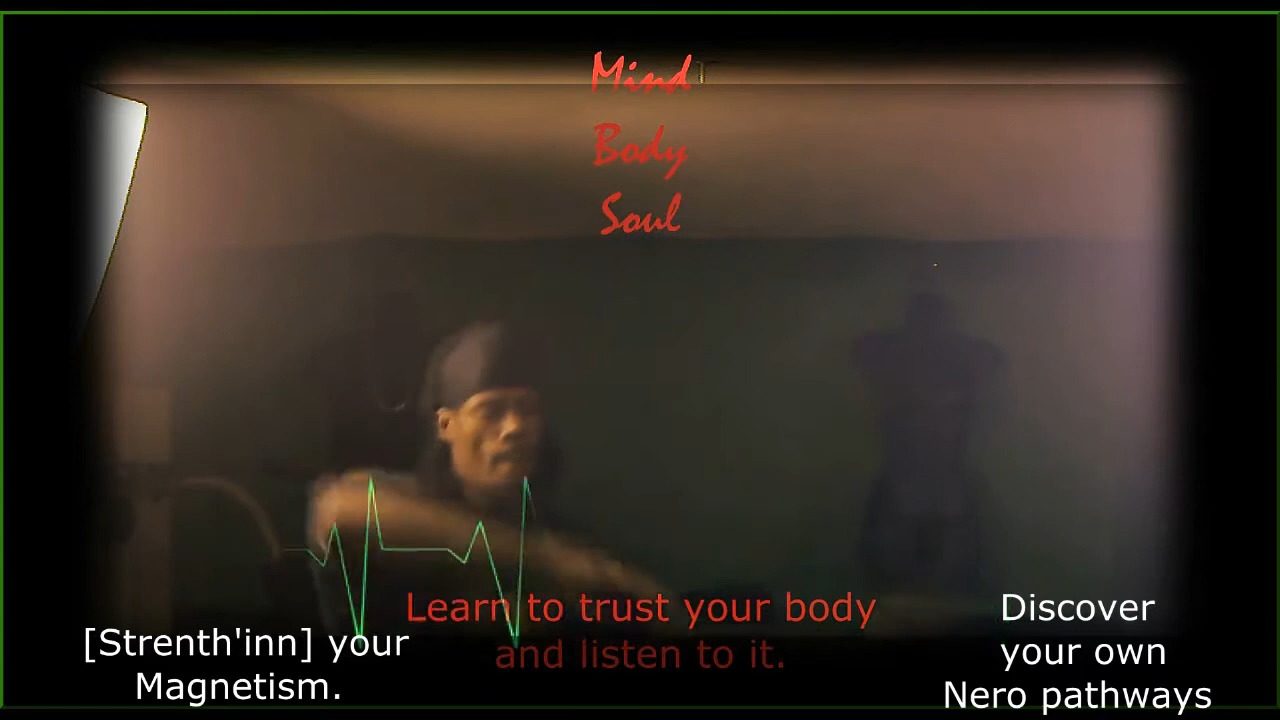 Mind
Body
Soul
Learn to trust your body
and listen to it.
[Strenth'inn] your
Magnetism.
Discover
your own
Nero pathways